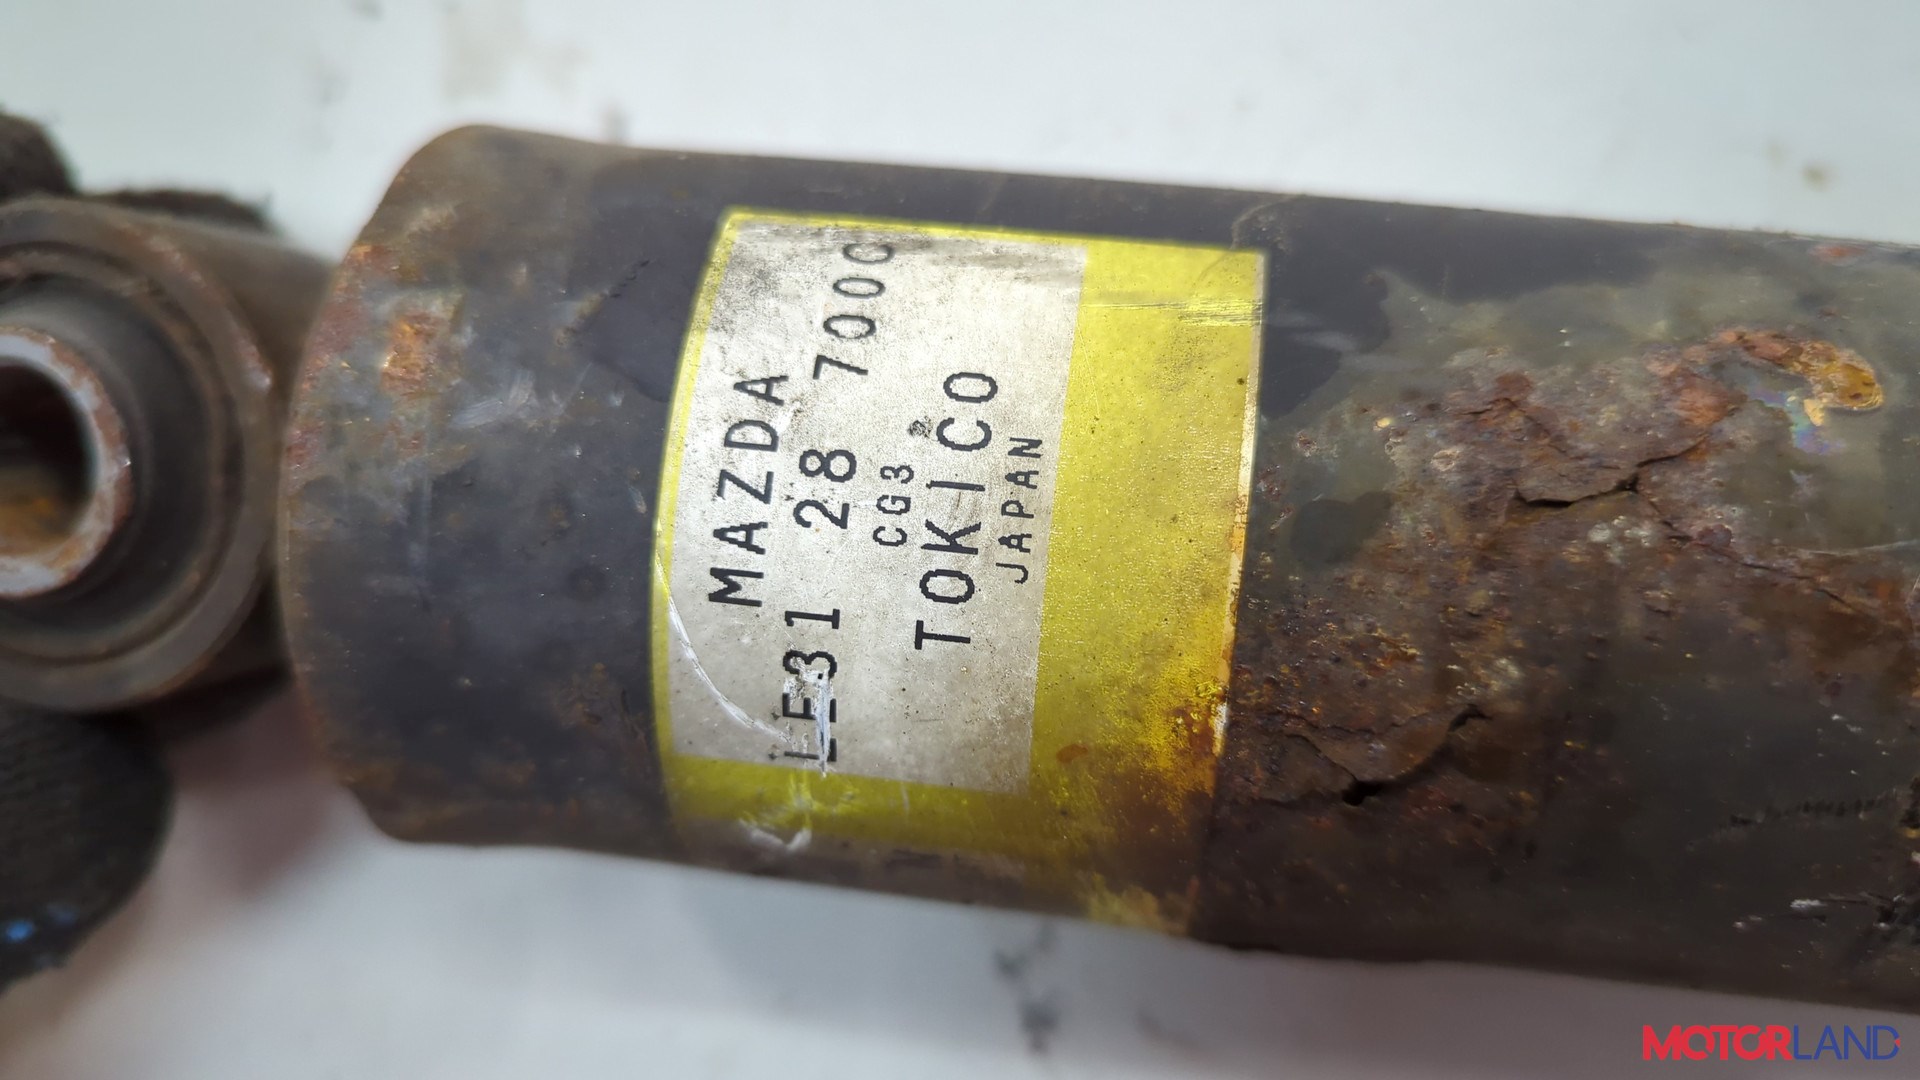 MAZDA
LE31 28 700C
CG3
TOKICO
JAPAN
MOTORLAND